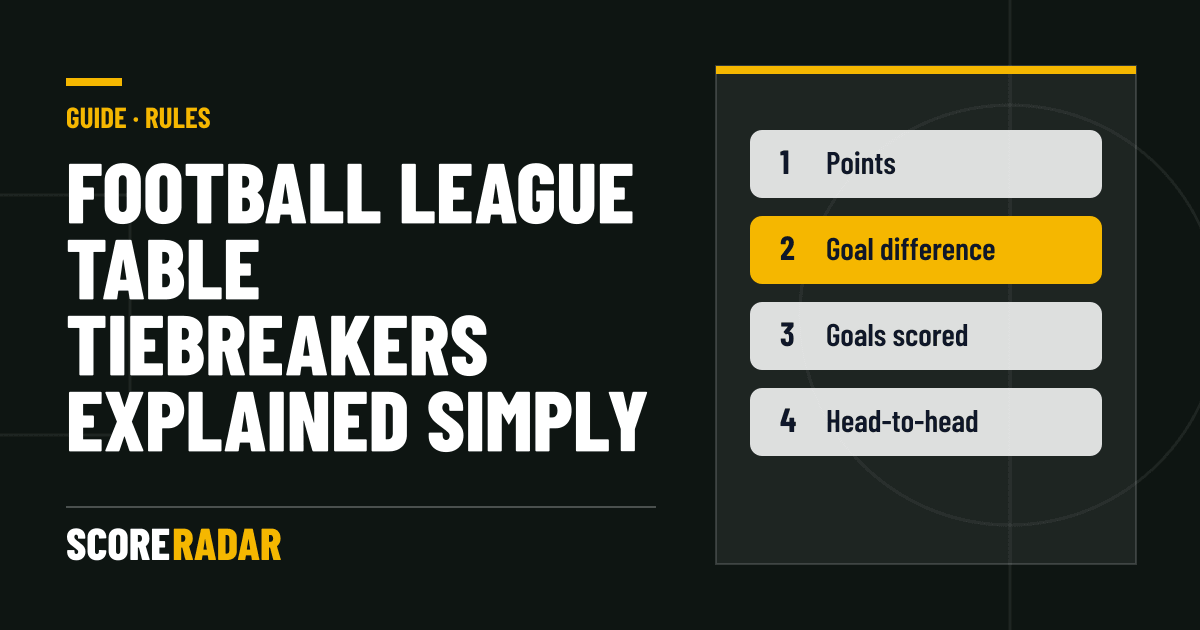 GUIDE · RULES
FOOTBALL LEAGUE
TABLE
TIEBREAKERS
EXPLAINED SIMPLY
SCORERADAR
1 Points
2 Goal difference
3 Goals scored
4 Head-to-head